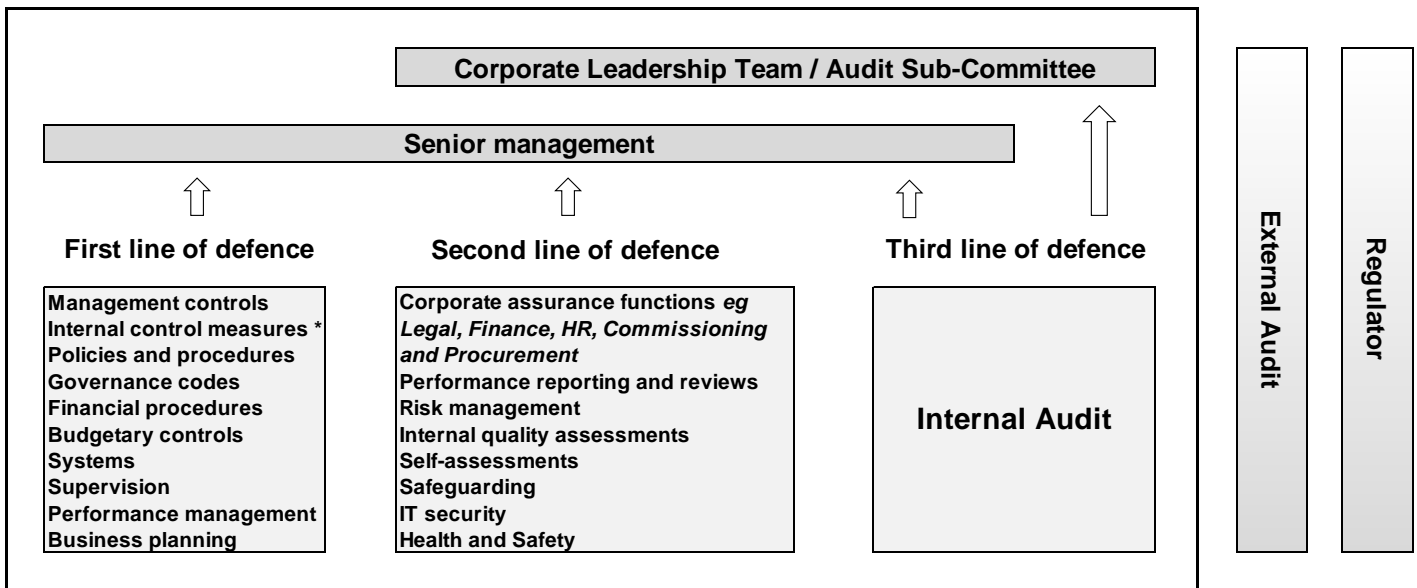 Corporate Leadership Team / Audit Sub-Committee
Senior management
First line of defence
Second line of defence
Third line of defence
Management controls
Internal control measures *
Policies and procedures
Governance codes
Financial procedures
Budgetary controls
Systems
Supervision
Performance management
Business planning
Corporate assurance functions eg
Legal, Finance, HR, Commissioning
and Procurement
Performance reporting and reviews
Risk management
Internal quality assessments
Self-assessments
Safeguarding
IT security
Health and Safety
Internal Audit
External Audit
Regulator